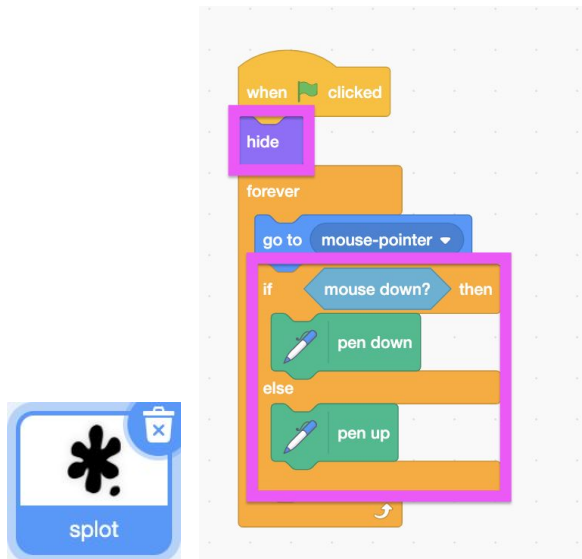 when clicked
hide
forever
go to mouse-pointer
if mouse down? then
pen down
else
pen up
splot